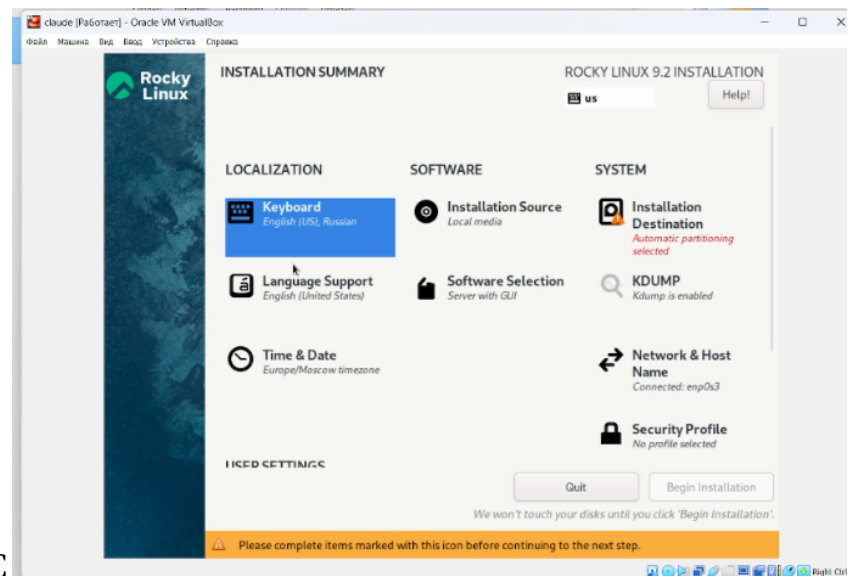 claude [Работает] - Oracle VM VirtualBox
Файл Машина Вид Ввод Устройства Справка
Rocky
Linux
INSTALLATION SUMMARY
ROCKY LINUX 9.2 INSTALLATION
us
Help!
LOCALIZATION
SOFTWARE
SYSTEM
Keyboard
English (US), Russian
Installation Source
Local media
Installation
Destination
Automatic partitioning
selected
Language Support
English (United States)
Software Selection
Server with GUI
KDUMP
Kdump is enabled
Time & Date
Europe/Moscow timezone
Network & Host
Name
Connected: enp0s3
Security Profile
No profile selected
USER SETTINGS
Quit
Begin Installation
We won't touch your disks until you click 'Begin Installation'.
Please complete items marked with this icon before continuing to the next step.
Right Ctrl